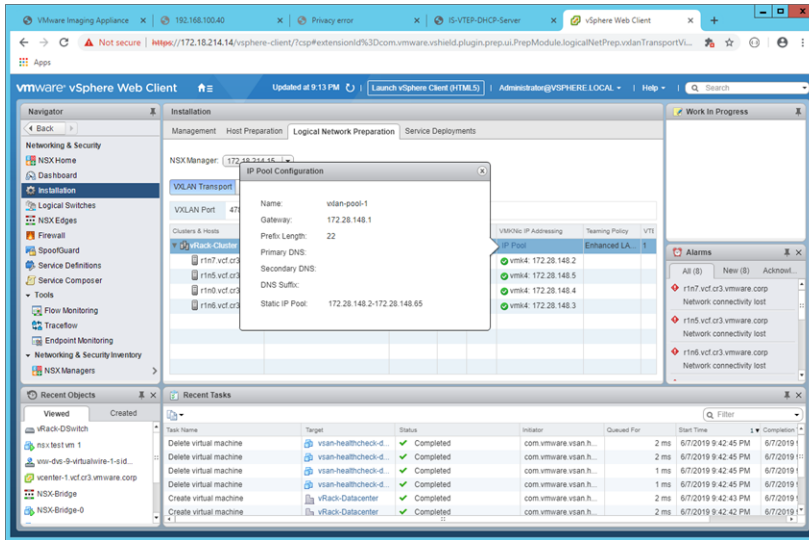 VMware Imaging Appliance
192.168.100.40
Privacy error
IS-VTEP-DHCP-Server
vSphere Web Client
Not secure | https://172.18.214.14/vsphere-client/?csp#extensionId%3Dcom.vmware.vshield.plugin.prep.ui.PrepModule.logicalNetPrep.vxlanTransportVi...
Apps
vmware vSphere Web Client
Updated at 9:13 PM
Launch vSphere Client (HTML5)
Administrator@VSPHERE.LOCAL
Help
Search
Navigator
Back
Networking & Security
NSX Home
Dashboard
Installation
Logical Switches
NSX Edges
Firewall
SpoofGuard
Service Definitions
Service Composer
Tools
Flow Monitoring
Traceflow
Endpoint Monitoring
Networking & Security Inventory
NSX Managers
Installation
Management Host Preparation Logical Network Preparation Service Deployments
NSX Manager: 172.18.214.15
VXLAN Transport
VXLAN Port
Clusters & Hosts VMKNic IP Addressing Teaming Policy VTE
vRack-Cluster IP Pool Enhanced LA... 1
r1n7.vcf.cr3 vmk4: 172.28.148.2
r1n5.vcf.cr3 vmk4: 172.28.148.5
r1n0.vcf.cr3 vmk4: 172.28.148.4
r1n6.vcf.cr3 vmk4: 172.28.148.3
IP Pool Configuration
Name: vxlan-pool-1
Gateway: 172.28.148.1
Prefix Length: 22
Primary DNS:
Secondary DNS:
DNS Suffix:
Static IP Pool: 172.28.148.2-172.28.148.65
Work In Progress
Alarms
All (8) New (8) Acknowl...
r1n7.vcf.cr3.vmware.corp
Network connectivity lost
r1n5.vcf.cr3.vmware.corp
Network connectivity lost
r1n6.vcf.cr3.vmware.corp
Network connectivity lost
Recent Objects
Viewed Created
vRack-DSwitch
nsx test vm 1
vxw-dvs-9-virtualwire-1-sid...
vcenter-1.vcf.cr3.vmware.corp
NSX-Bridge
NSX-Bridge-0
Recent Tasks
Filter
Task Name Target Status Initiator Queued For Start Time 1 Completion
Delete virtual machine vsan-healthcheck-d... Completed com.vmware.vsan.h... 2 ms 6/7/2019 9:42:45 PM 6/7/2019
Delete virtual machine vsan-healthcheck-d... Completed com.vmware.vsan.h... 2 ms 6/7/2019 9:42:45 PM 6/7/2019
Delete virtual machine vsan-healthcheck-d... Completed com.vmware.vsan.h... 1 ms 6/7/2019 9:42:45 PM 6/7/2019
Delete virtual machine vsan-healthcheck-d... Completed com.vmware.vsan.h... 1 ms 6/7/2019 9:42:45 PM 6/7/2019
Create virtual machine vRack-Datacenter Completed com.vmware.vsan.h... 2 ms 6/7/2019 9:42:43 PM 6/7/2019
Create virtual machine vRack-Datacenter Completed com.vmware.vsan.h... 2 ms 6/7/2019 9:42:42 PM 6/7/2019